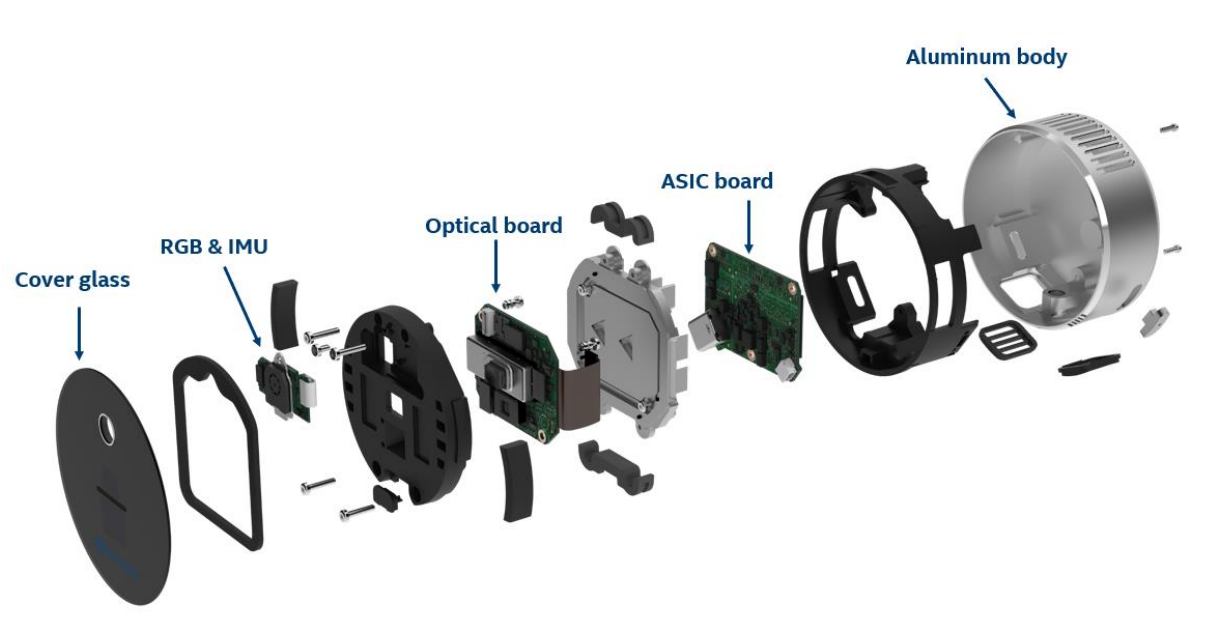 Cover glass
RGB & IMU
Optical board
ASIC board
Aluminum body